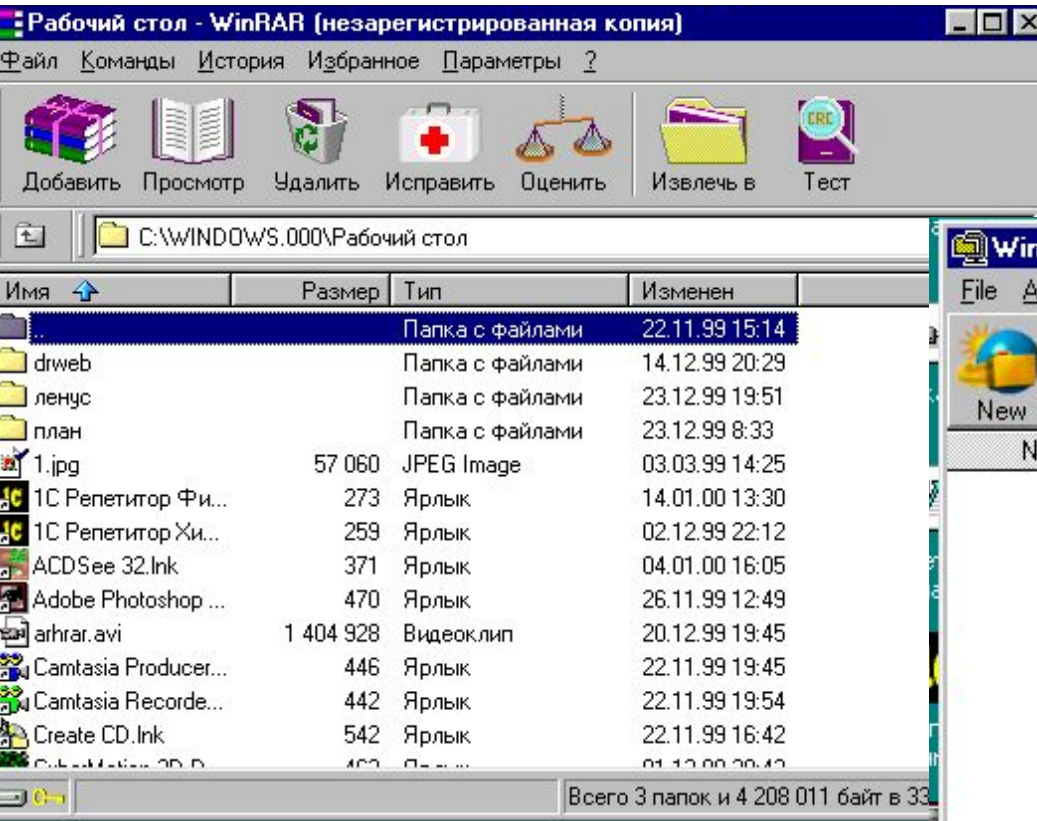 Рабочий стол - WinRAR (незарегистрированная копия)
Файл Команды История Избранное Параметры ?
CRC
Добавить Просмотр Удалить Исправить Оценить Извлечь в Тест
C:\WINDOWS.000\Рабочий стол
Имя Размер Тип Изменен
.. Папка с файлами 22.11.99 15:14
drweb Папка с файлами 14.12.99 20:29
ленус Папка с файлами 23.12.99 19:51
план Папка с файлами 23.12.99 8:33
1.jpg 57 060 JPEG Image 03.03.99 14:25
1С Репетитор Фи... 273 Ярлык 14.01.00 13:30
1С Репетитор Хи... 259 Ярлык 02.12.99 22:12
ACDSee 32.lnk 371 Ярлык 04.01.00 16:05
Adobe Photoshop ... 470 Ярлык 26.11.99 12:49
arhrar.avi 1 404 928 Видеоклип 20.12.99 19:45
Camtasia Producer... 446 Ярлык 22.11.99 19:45
Camtasia Recorde... 442 Ярлык 22.11.99 19:54
Create CD.lnk 542 Ярлык 22.11.99 16:42
Всего 3 папок и 4 208 011 байт в 33
Win
File A
New
N